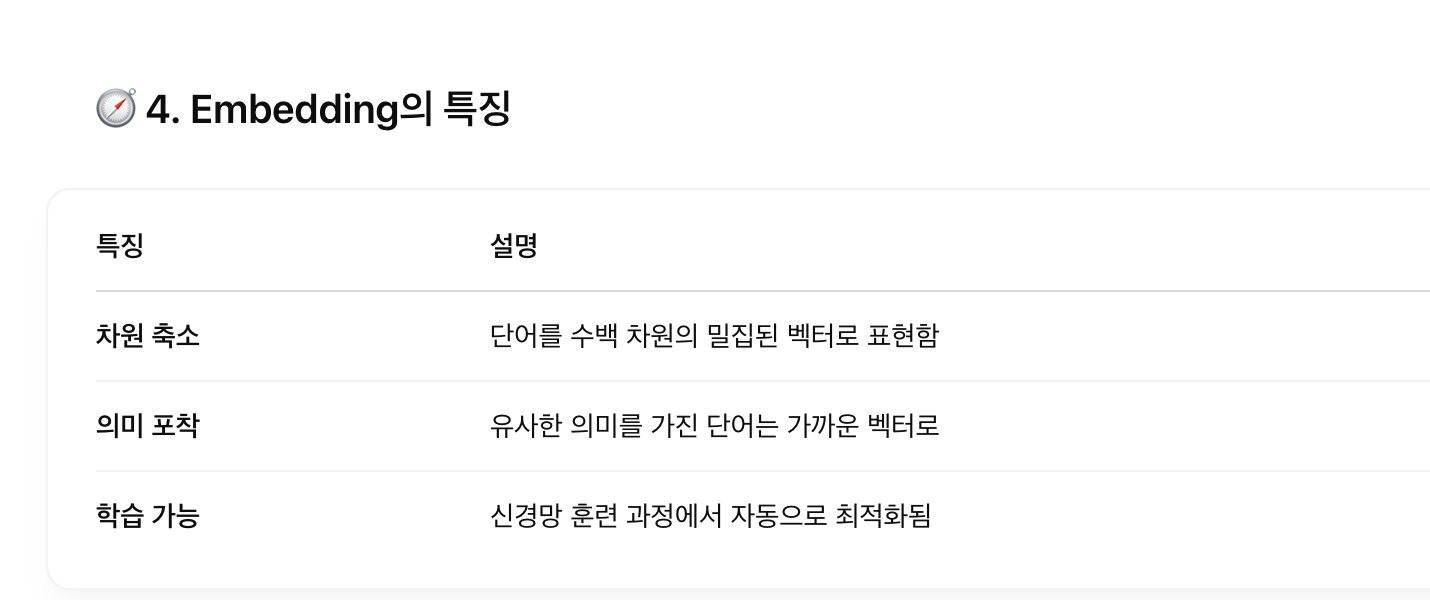 🧭 4. Embedding의 특징
특징 설명
차원 축소 단어를 수백 차원의 밀집된 벡터로 표현함
의미 포착 유사한 의미를 가진 단어는 가까운 벡터로
학습 가능 신경망 훈련 과정에서 자동으로 최적화됨